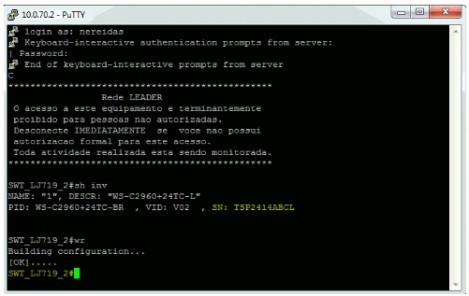 10.0.70.2 - PuTTY
login as: nereidas
Keyboard-interactive authentication prompts from server:
| Password:
End of keyboard-interactive prompts from server
C
**************************************************
Rede LEADER
O acesso a este equipamento e terminantemente
proibido para pessoas nao autorizadas.
Desconecte IMEDIATAMENTE se voce nao possui
autorizacao formal para este acesso.
Toda atividade realizada esta sendo monitorada.
**************************************************
SWT_LJ719_2#sh inv
NAME: "1", DESCR: "WS-C2960+24TC-L"
PID: WS-C2960+24TC-BR , VID: V02 , SN: TSP2414ABCL
SWT_LJ719_2#wr
Building configuration...
[OK].....
SWT_LJ719_2#